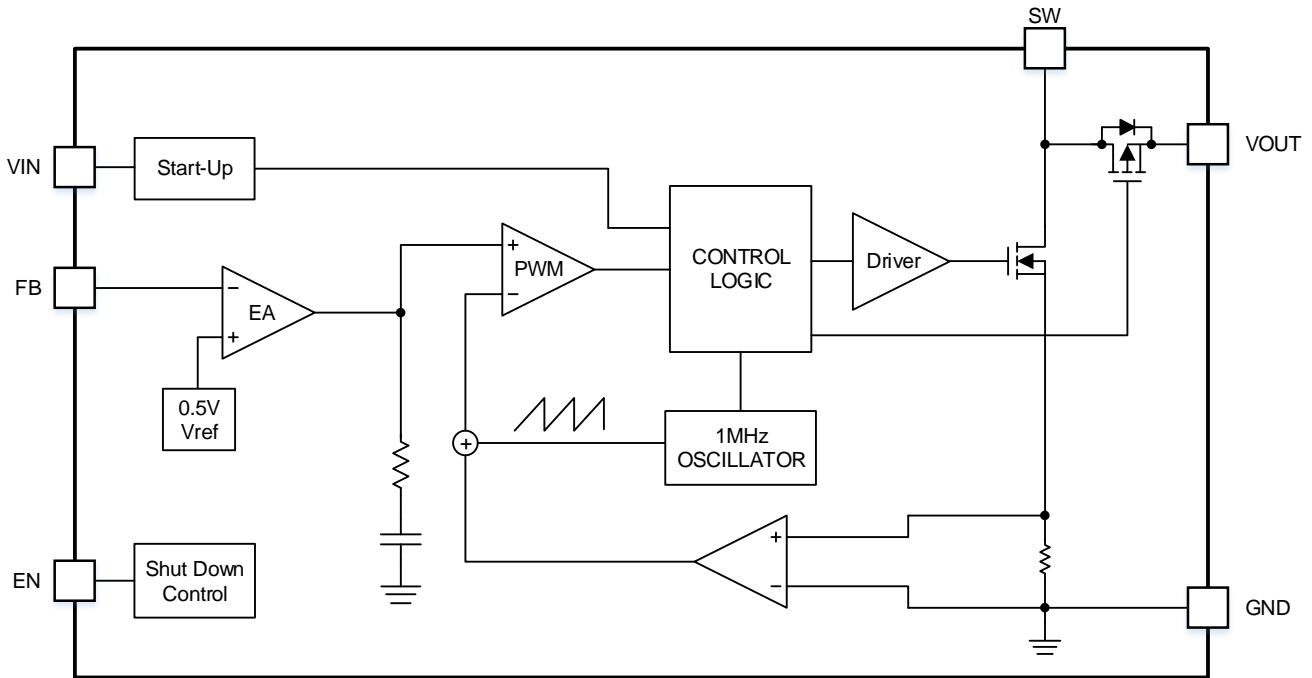 SW
VIN
Start-Up
VOUT
FB
EA
+
−
PWM
+
−
CONTROL
LOGIC
Driver
0.5V
Vref
+
1MHz
OSCILLATOR
EN
Shut Down
Control
+
−
GND